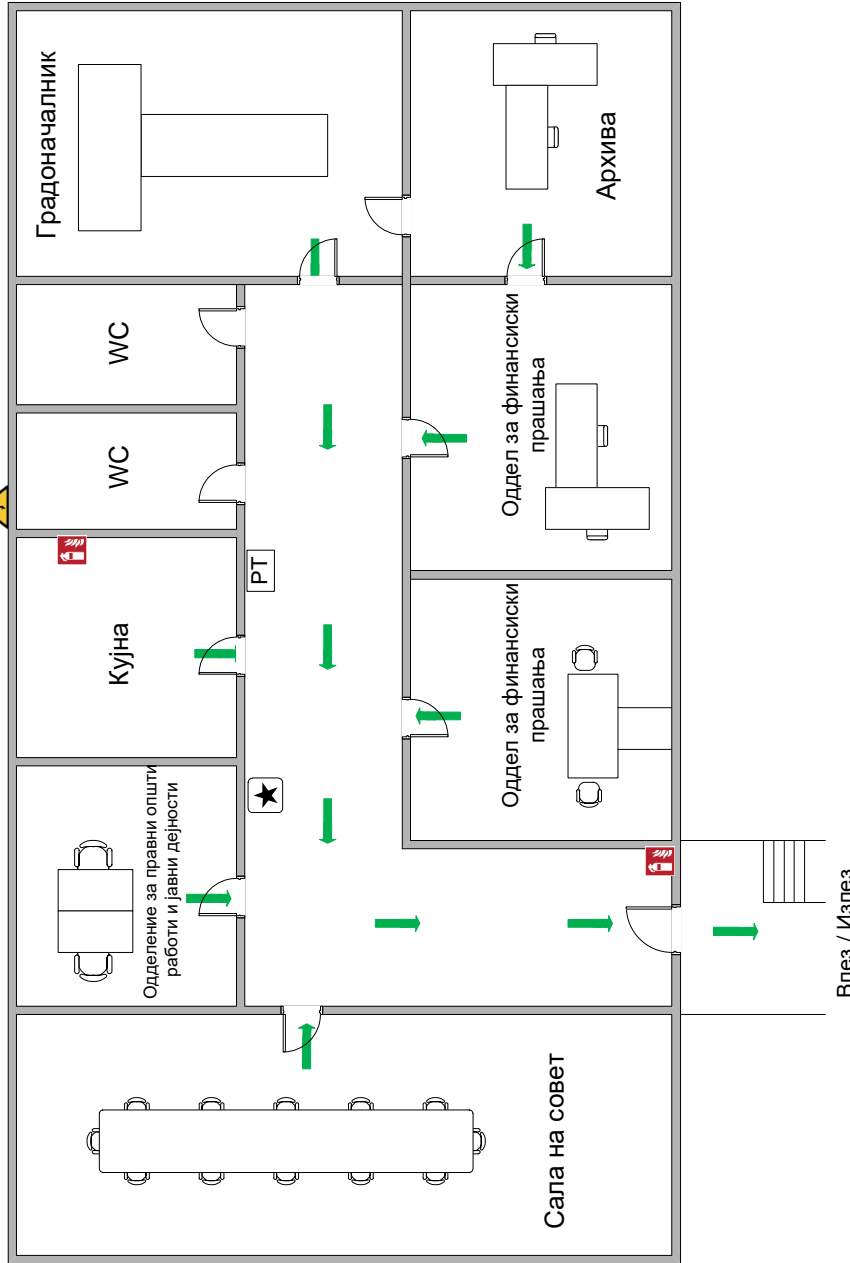 Градоначалник
WC
WC
Кујна
Одделение за правни општи
работи и јавни дејности
РТ
Сала на совет
Оддел за финансиски
прашања
Оддел за финансиски
прашања
Архива
Влез / Излез